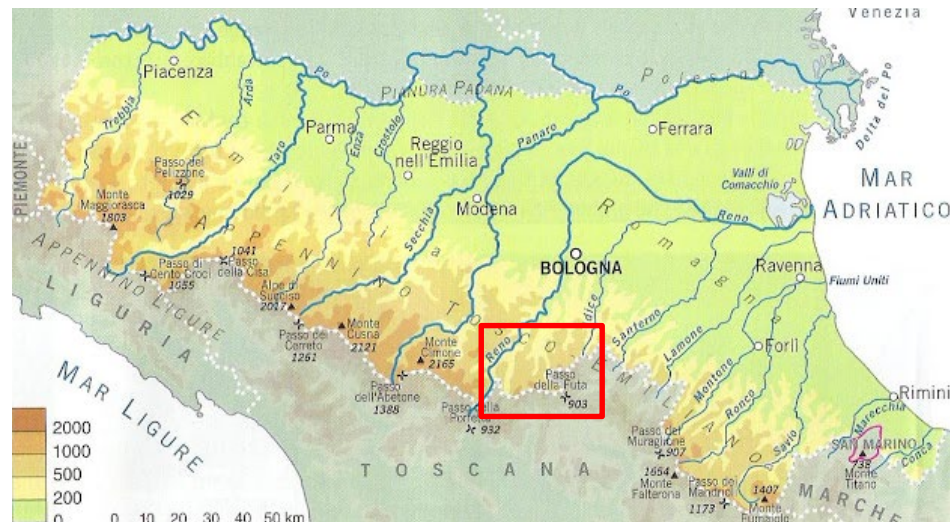 Venezia
Piacenza
Po
Trebbia
Arda
PIANURA PADANA
Polesine
Po
Delta del Po
Parma
Enza
Crostolo
Reggio
nell'Emilia
Panaro
Ferrara
PIEMONTE
Emilia
Taro
Passo del
Pelizzone
1029
Monte
Maggiorasca
1803
Secchia
Modena
Romagna
Valli di
Comacchio
Reno
MAR
ADRIATICO
APPENNINO LIGURE
Passo di
Cento Croci
1055
1041
Passo
della Cisa
APPENNINO TOSCO-EMILIANO
BOLOGNA
Ravenna
Fiumi Uniti
LIGURIA
Alpe di
Succiso
2017
Passo del
Cerreto
1261
Monte
Cusna
2121
Monte
Cimone
2165
Reno
dice
Santerno
Lamone
Montone
Ronco
Forlì
MAR LIGURE
Passo
dell'Abetone
1388
Passo della
Porretta
932
Passo
della Futa
903
Savio
Rimini
Marecchia
Conca
SAN MARINO
738
Monte
Titano
Passo del
Muraglione
907
1654
Monte
Falterona
Passo dei
Mandrioli
1173
1407
Monte
Fumaiolo
TOSCANA
MARCHE
2000
1000
500
200
0
0 10 20 30 40 50 km